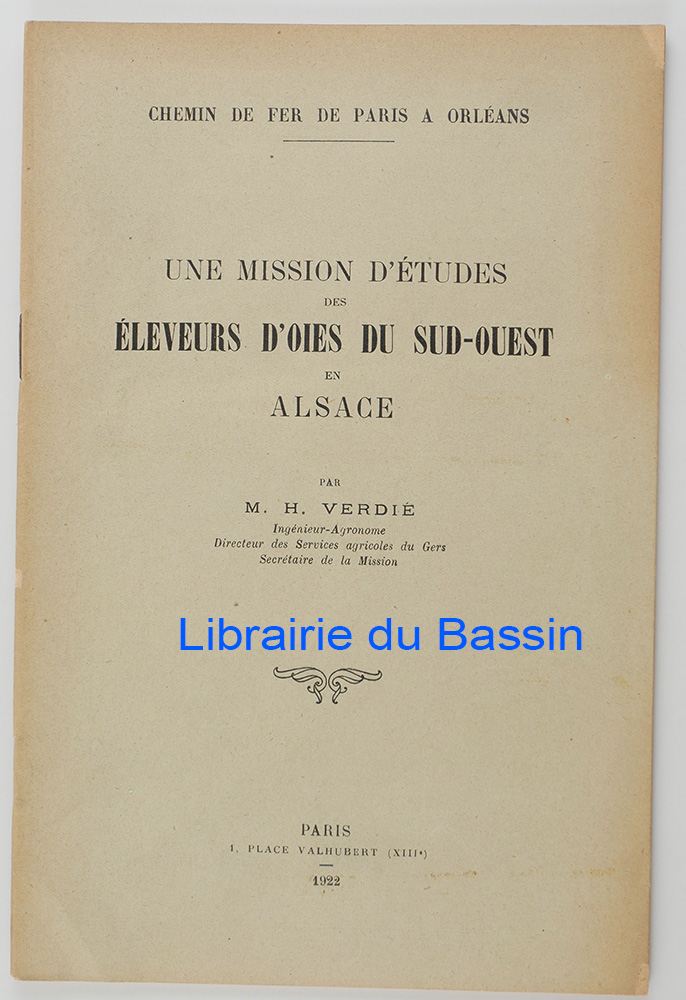 CHEMIN DE FER DE PARIS A ORLÉANS
UNE MISSION D'ÉTUDES
DES
ÉLEVEURS D'OIES DU SUD-OUEST
EN
ALSACE
PAR
M. H. VERDIÉ
Ingénieur-Agronome
Directeur des Services agricoles du Gers
Secrétaire de la Mission
Librairie du Bassin
PARIS
1, PLACE VALHUBERT (XIIIe)
1922